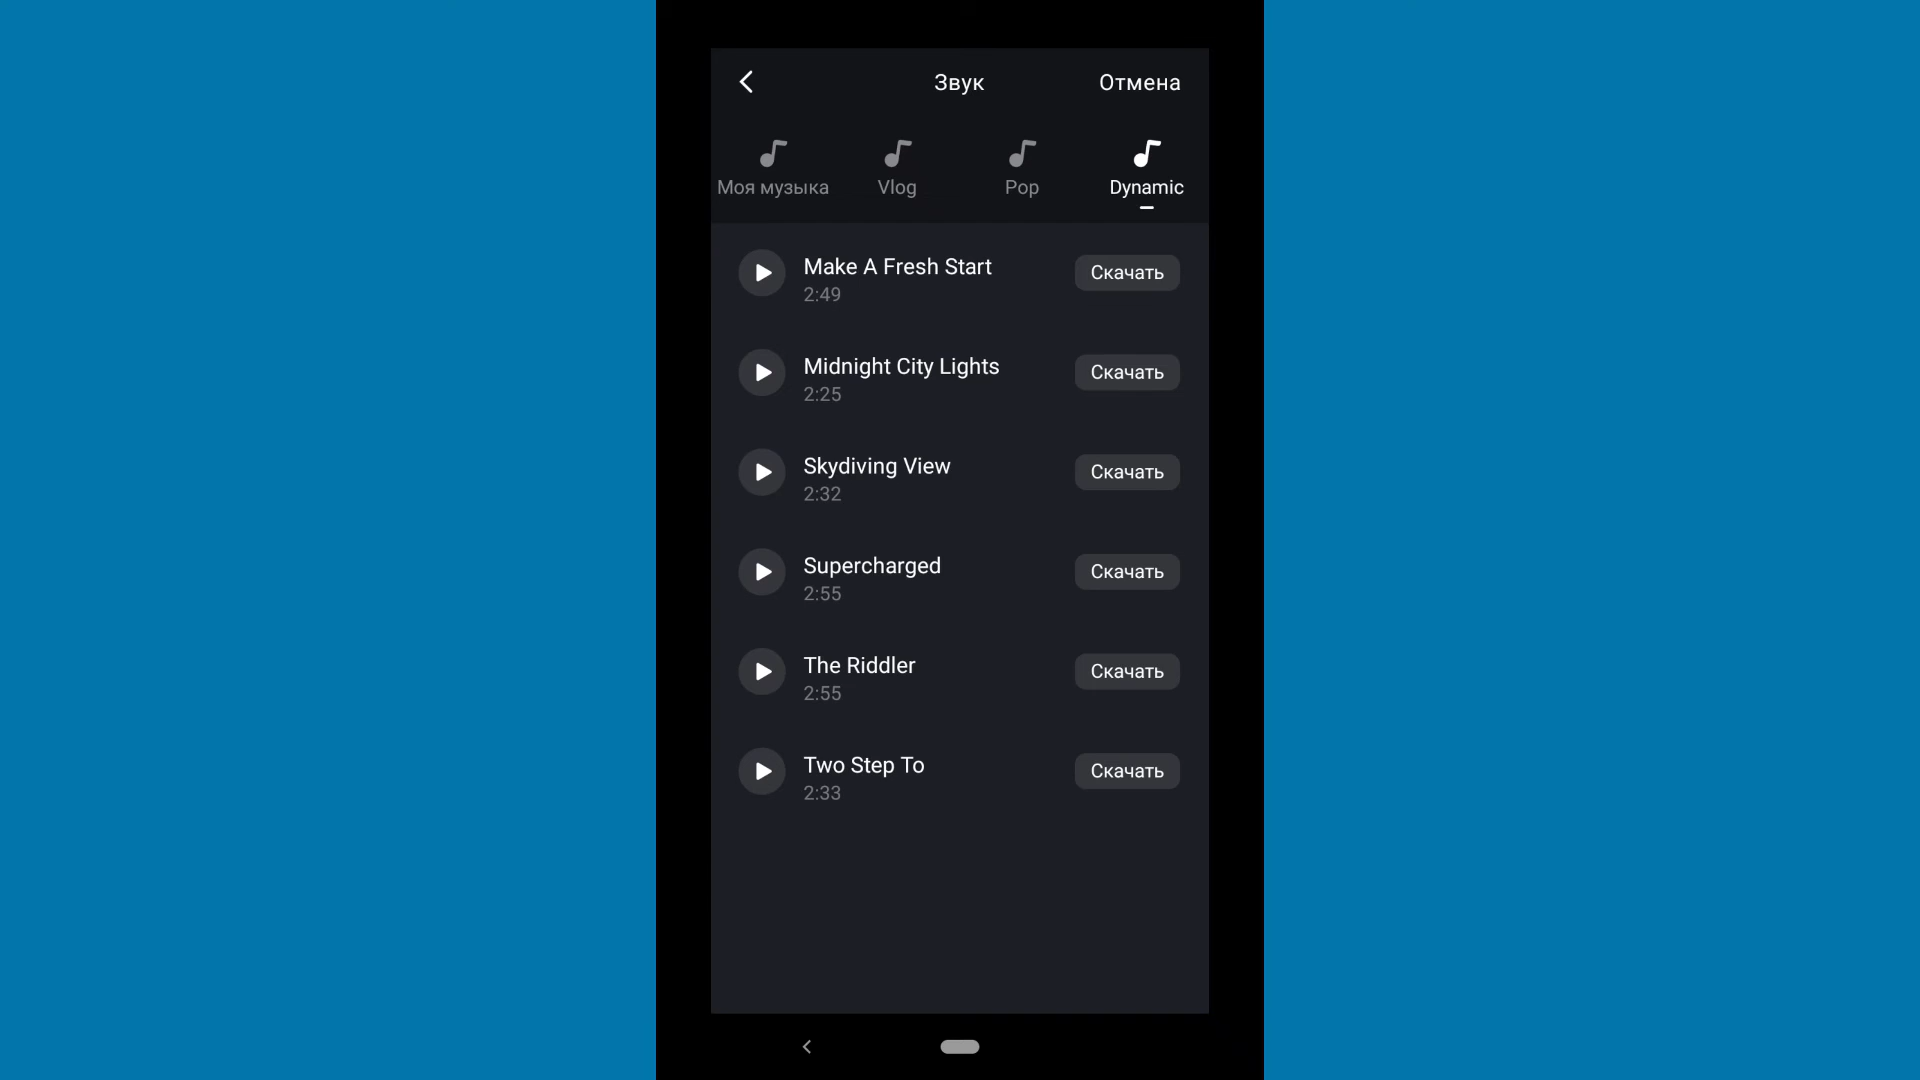 Звук
Отмена
Моя музыка
Vlog
Pop
Dynamic
Make A Fresh Start
2:49
Скачать
Midnight City Lights
2:25
Скачать
Skydiving View
2:32
Скачать
Supercharged
2:55
Скачать
The Riddler
2:55
Скачать
Two Step To
2:33
Скачать